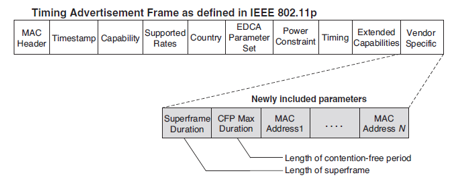 Timing Advertisement Frame as defined in IEEE 802.11p
MAC
Header
Timestamp
Capability
Supported
Rates
Country
EDCA
Parameter
Set
Power
Constraint
Timing
Extended
Capabilities
Vendor
Specific
Newly included parameters
Superframe
Duration
CFP Max
Duration
MAC
Address1
. . . .
MAC
Address N
Length of contention-free period
Length of superframe